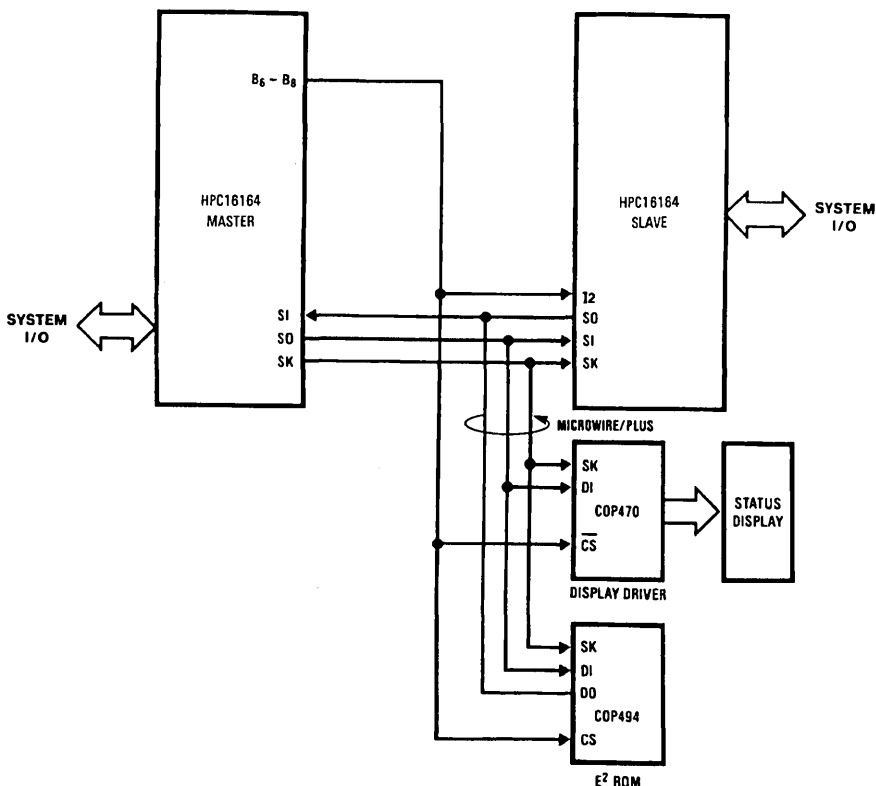 B₆ – B₈
HPC16164
MASTER
SYSTEM
I/O
SI
SO
SK
HPC16164
SLAVE
SYSTEM
I/O
I2
SO
SI
SK
MICROWIRE/PLUS
SK
DI
COP470
C̅S̅
DISPLAY DRIVER
STATUS
DISPLAY
SK
DI
DO
COP494
CS
E² ROM